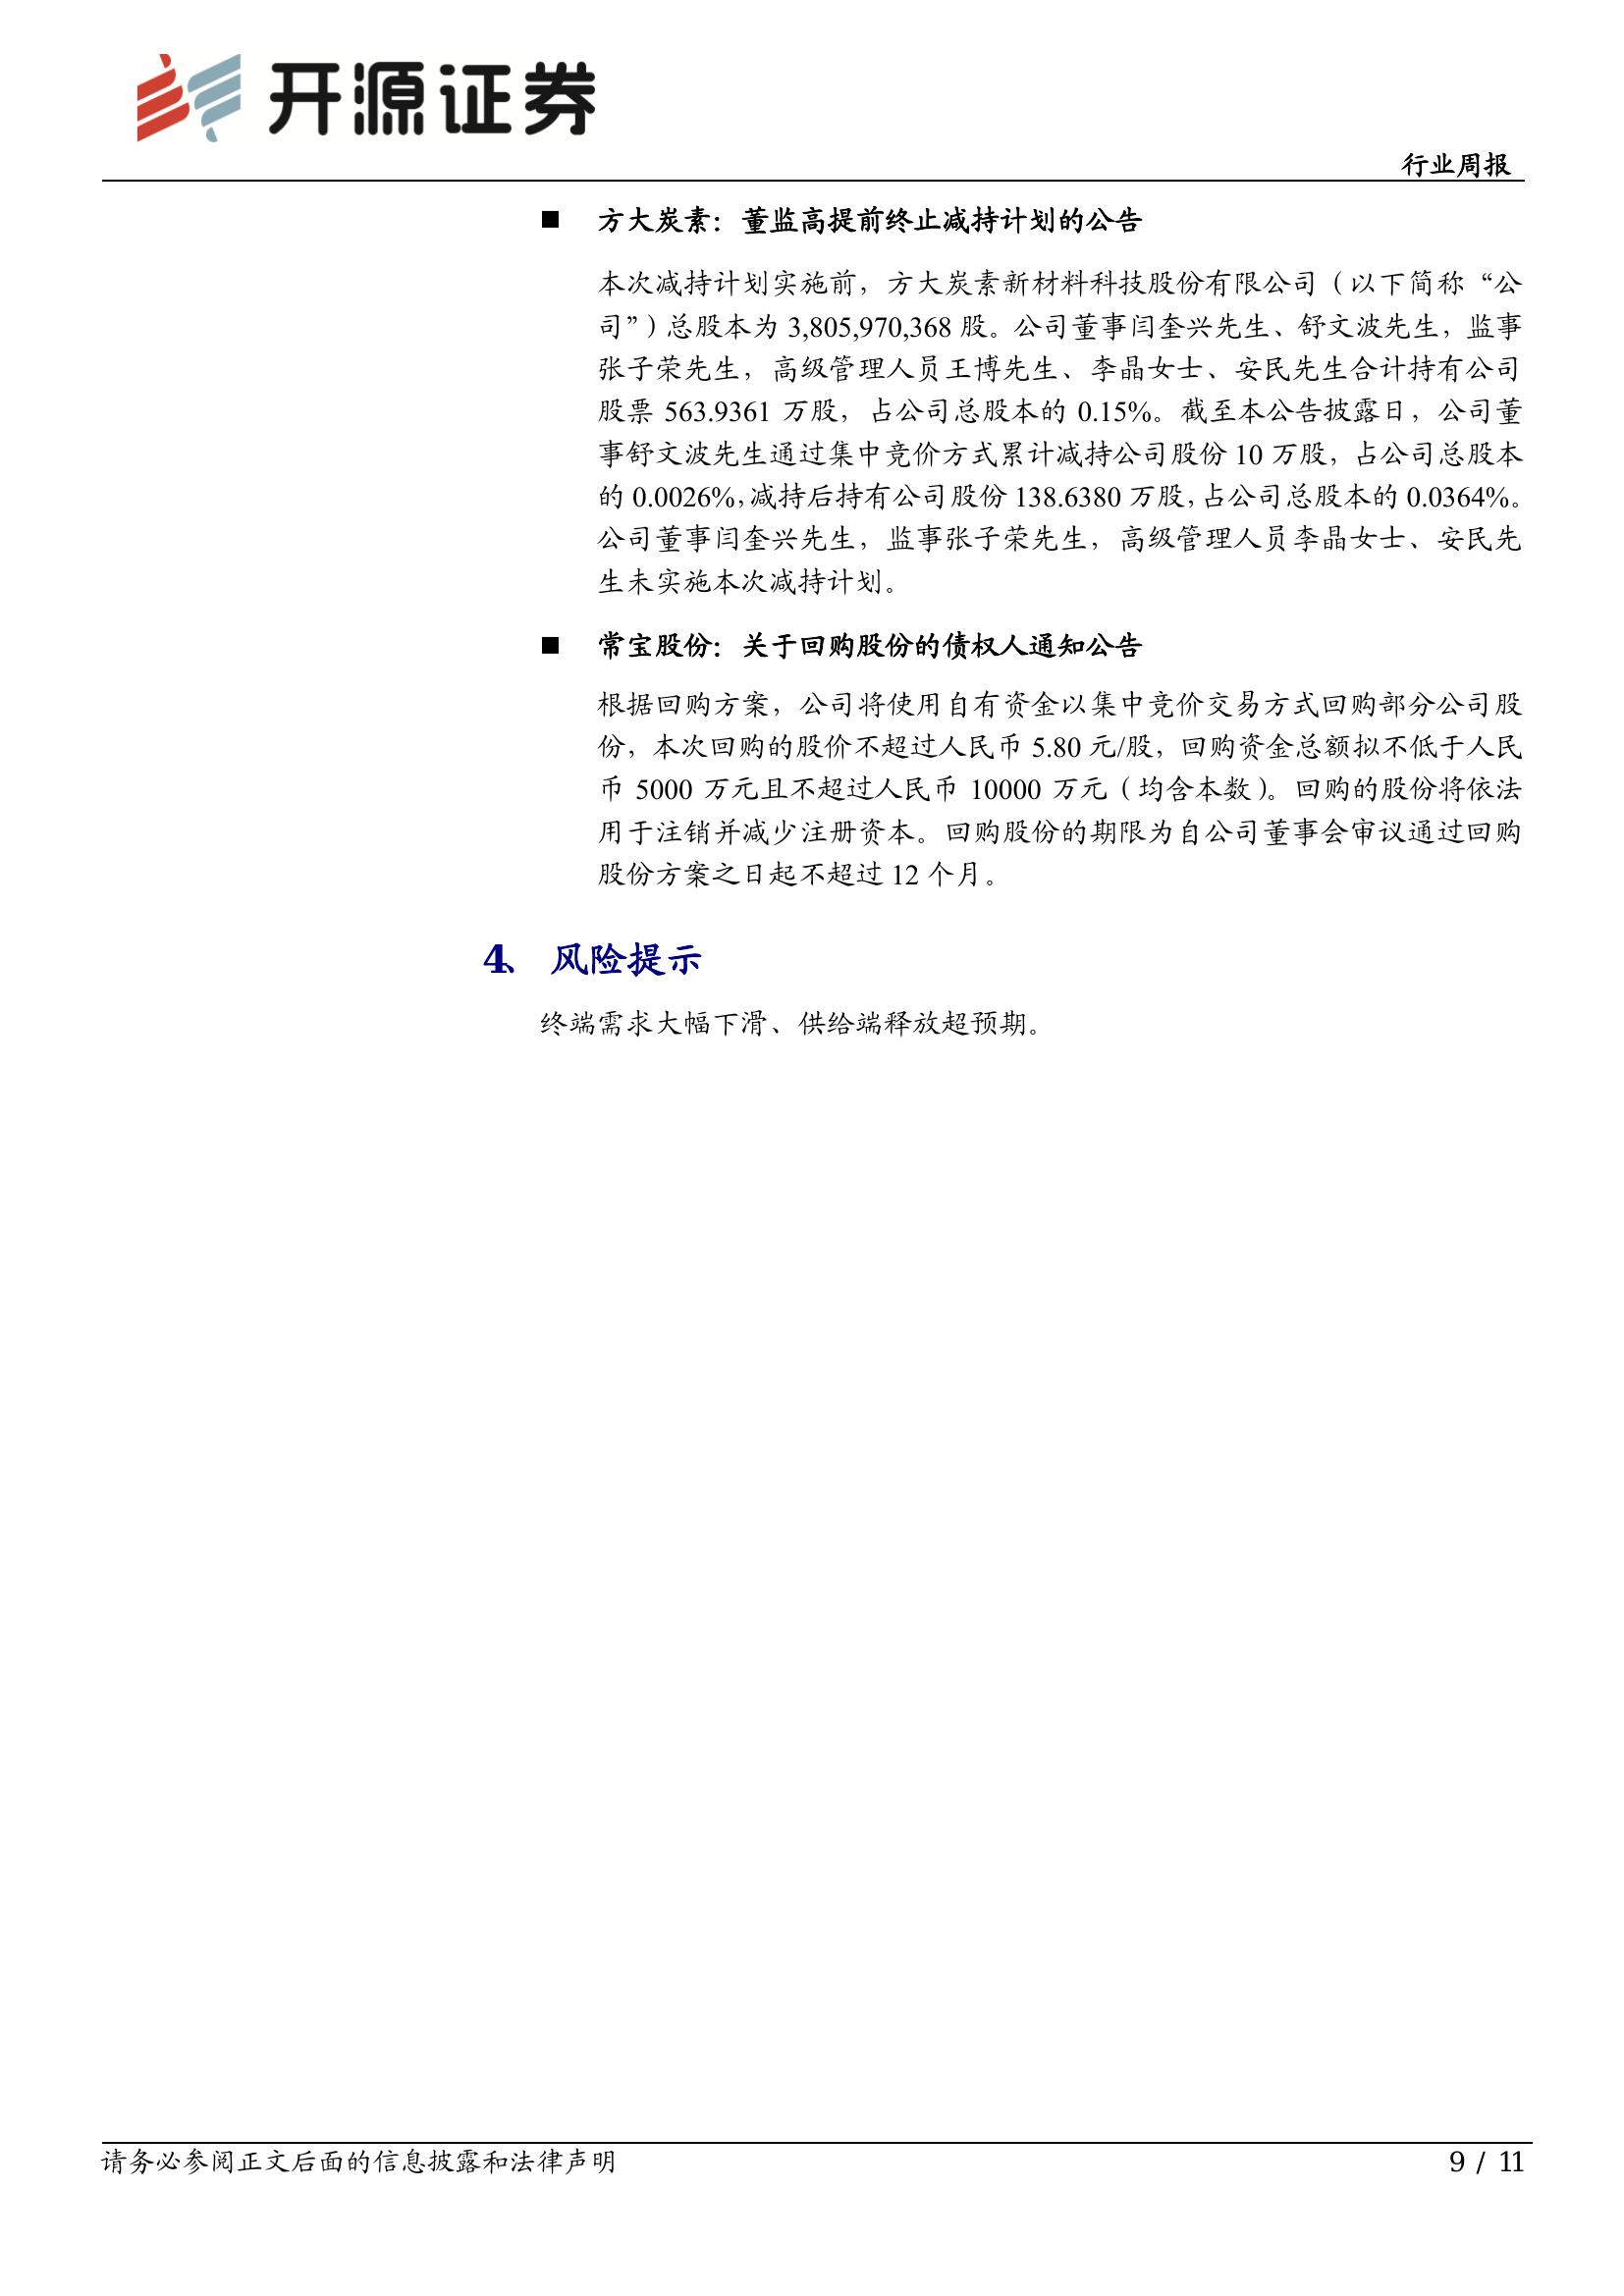 开源证券
行业周报
■ 方大炭素：董监高提前终止减持计划的公告
本次减持计划实施前，方大炭素新材料科技股份有限公司（以下简称“公
司”）总股本为 3,805,970,368 股。公司董事闫奎兴先生、舒文波先生，监事
张子荣先生，高级管理人员王博先生、李晶女士、安民先生合计持有公司
股票 563.9361 万股，占公司总股本的 0.15%。截至本公告披露日，公司董
事舒文波先生通过集中竞价方式累计减持公司股份 10 万股，占公司总股本
的 0.0026%，减持后持有公司股份 138.6380 万股，占公司总股本的 0.0364%。
公司董事闫奎兴先生，监事张子荣先生，高级管理人员李晶女士、安民先
生未实施本次减持计划。
■ 常宝股份：关于回购股份的债权人通知公告
根据回购方案，公司将使用自有资金以集中竞价交易方式回购部分公司股
份，本次回购的股价不超过人民币 5.80 元/股，回购资金总额拟不低于人民
币 5000 万元且不超过人民币 10000 万元（均含本数）。回购的股份将依法
用于注销并减少注册资本。回购股份的期限为自公司董事会审议通过回购
股份方案之日起不超过 12 个月。
4、 风险提示
终端需求大幅下滑、供给端释放超预期。
请务必参阅正文后面的信息披露和法律声明
9 / 11